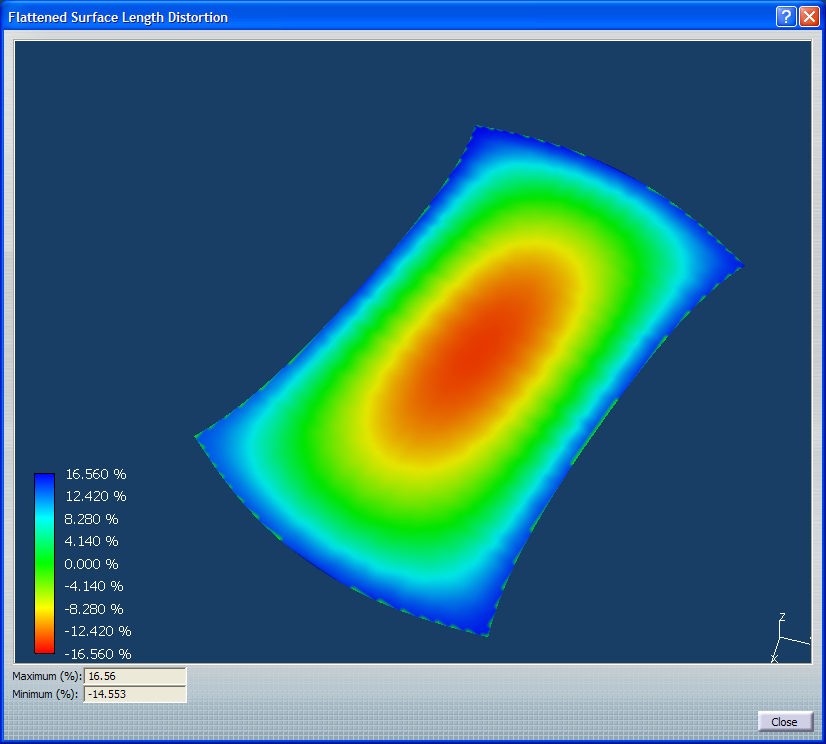 Flattened Surface Length Distortion
16.560 %
12.420 %
8.280 %
4.140 %
0.000 %
-4.140 %
-8.280 %
-12.420 %
-16.560 %
Z
X
Maximum (%): 16.56
Minimum (%): -14.553
Close